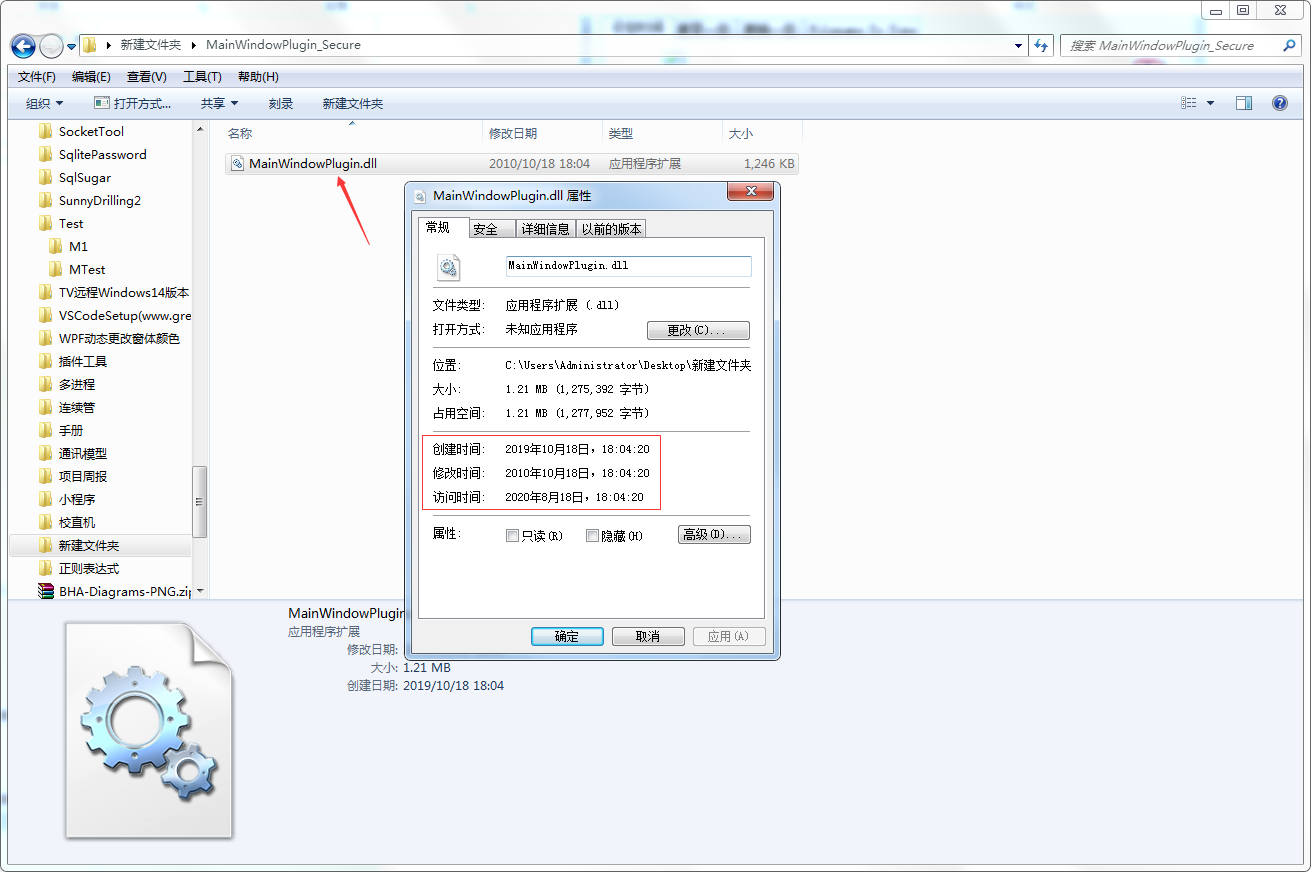 新建文件夹 MainWindowPlugin_Secure
搜索 MainWindowPlugin_Secure
文件(F) 编辑(E) 查看(V) 工具(T) 帮助(H)
组织 打开方式... 共享 刻录 新建文件夹
SocketTool
SqlitePassword
SqlSugar
SunnyDrilling2
Test
M1
MTest
TV远程Windows14版本
VSCodeSetup(www.gre
WPF动态更改窗体颜色
插件工具
多进程
连续管
手册
通讯模型
项目周报
小程序
校直机
新建文件夹
正则表达式
BHA-Diagrams-PNG.zip
名称 修改日期 类型 大小
MainWindowPlugin.dll 2010/10/18 18:04 应用程序扩展 1,246 KB
MainWindowPlugin.dll 属性
常规 安全 详细信息 以前的版本
MainWindowPlugin.dll
文件类型: 应用程序扩展 (.dll)
打开方式: 未知应用程序 更改(C)...
位置: C:\Users\Administrator\Desktop\新建文件夹
大小: 1.21 MB (1,275,392 字节)
占用空间: 1.21 MB (1,277,952 字节)
创建时间: 2019年10月18日，18:04:20
修改时间: 2010年10月18日，18:04:20
访问时间: 2020年8月18日，18:04:20
属性: 只读(R) 隐藏(H) 高级(D)...
确定 取消 应用(A)
MainWindowPlugin
应用程序扩展
修改日期:
大小: 1.21 MB
创建日期: 2019/10/18 18:04